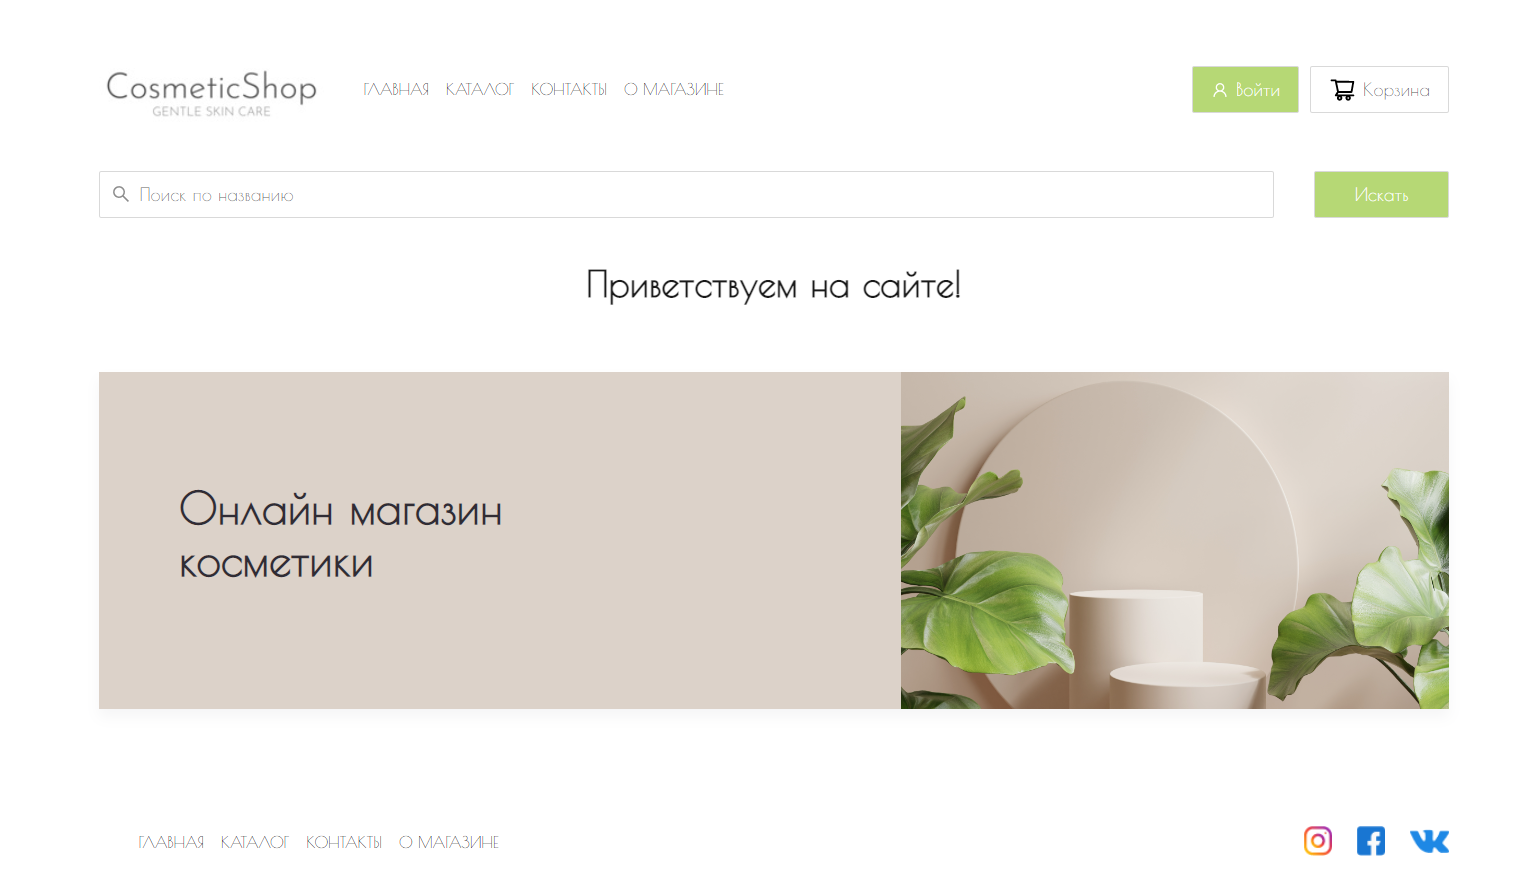 CosmeticShop
GENTLE SKIN CARE
ГЛАВНАЯ КАТАЛОГ КОНТАКТЫ О МАГАЗИНЕ
Войти
Корзина
Поиск по названию
Искать
Приветствуем на сайте!
Онлайн магазин
косметики
ГЛАВНАЯ КАТАЛОГ КОНТАКТЫ О МАГАЗИНЕ